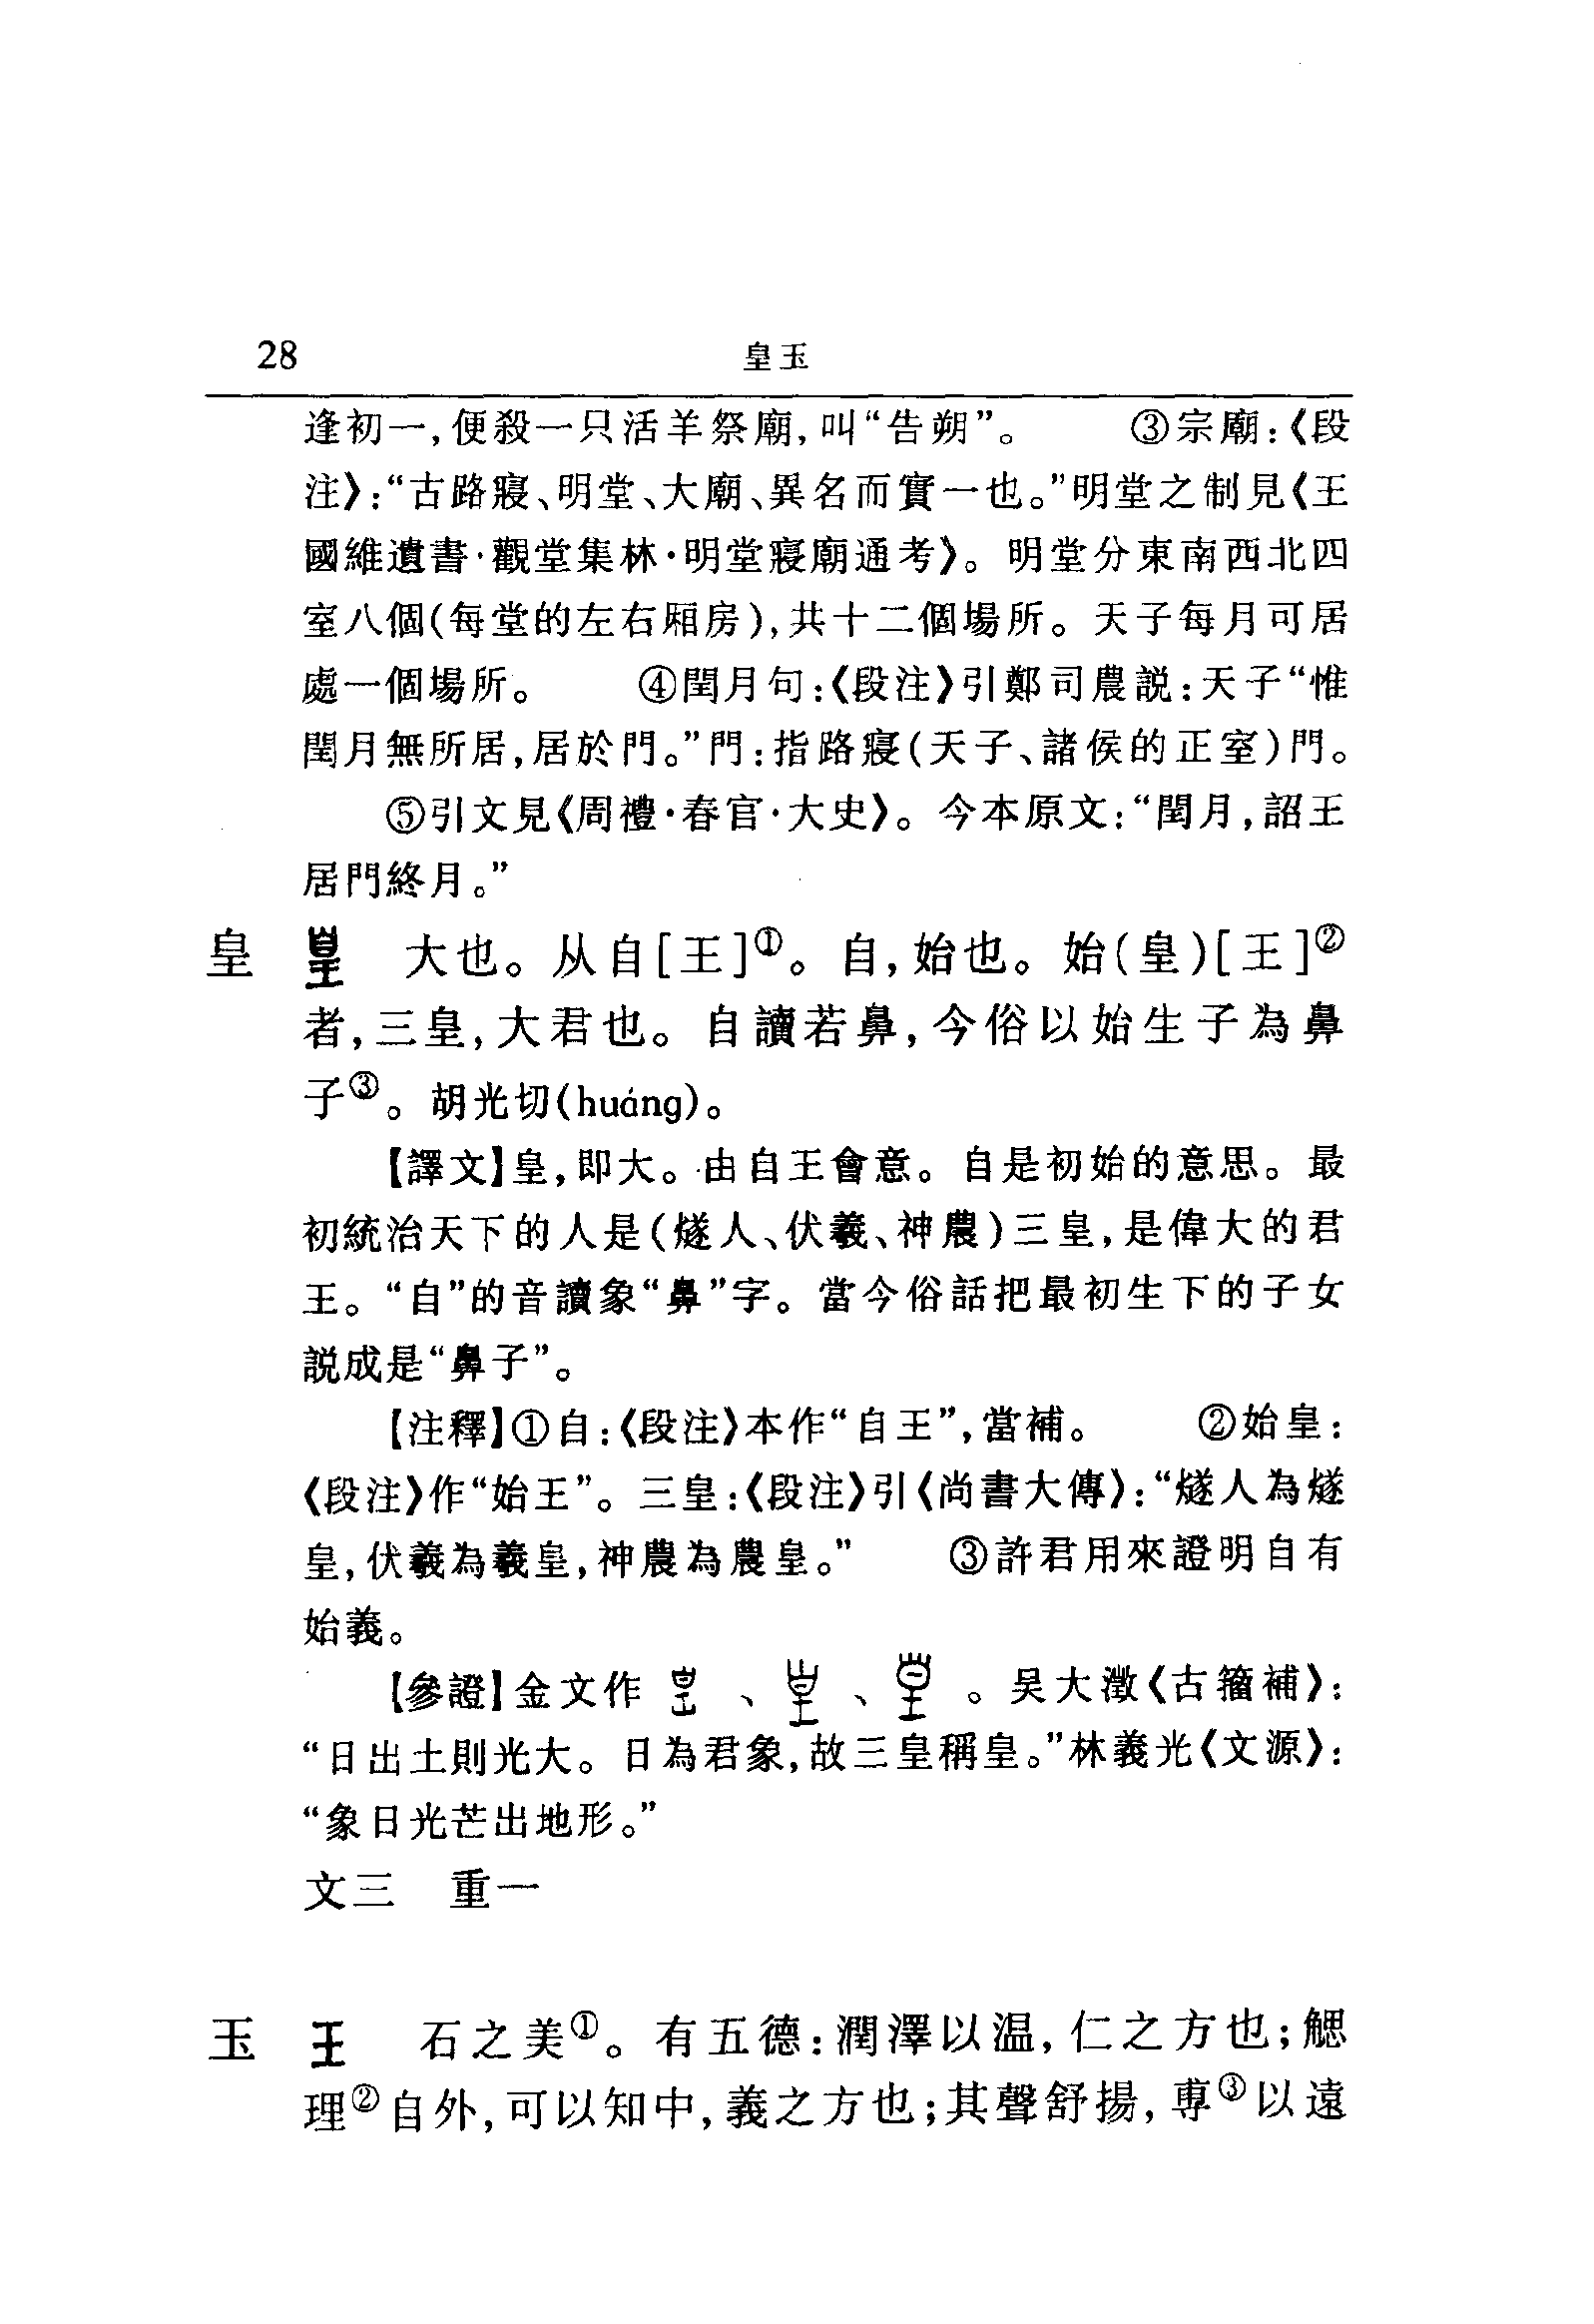 28 皇玉
逢初一,便殺一只活羊祭廟,叫“告朔”。 ③宗廟:《段
注》:“古路寢、明堂、大廟、異名而實一也。”明堂之制見《王
國維遺書·觀堂集林·明堂寢廟通考》。明堂分東南西北四
室八個(每堂的左右厢房),共十二個場所。天子每月可居
處一個場所。 ④閏月句:《段注》引鄭司農説:天子“惟
閏月無所居,居於門。”門:指路寢(天子、諸侯的正室)門。
⑤引文見《周禮·春官·大史》。今本原文:“閏月,詔王
居門終月。”
皇 大也。从自[王]①。自,始也。始(皇)[王]②
者,三皇,大君也。自讀若鼻,今俗以始生子為鼻
子③。胡光切(huáng)。
【譯文】皇,即大。由自王會意。自是初始的意思。最
初統治天下的人是(燧人、伏羲、神農)三皇,是偉大的君
王。“自”的音讀象“鼻”字。當今俗話把最初生下的子女
説成是“鼻子”。
【注釋】①自:《段注》本作“自王”,當補。 ②始皇:
《段注》作“始王”。三皇:《段注》引《尚書大傳》:“燧人為燧
皇,伏羲為羲皇,神農為農皇。” ③許君用來證明自有
始義。
【參證】金文作 、 、 。吴大澂《古籀補》:
“日出土則光大。日為君象,故三皇稱皇。”林義光《文源》:
“象日光芒出地形。”
文三 重一
玉 石之美①。有五德:潤澤以温,仁之方也;䚡
理②自外,可以知中,義之方也;其聲舒揚,尃③以遠